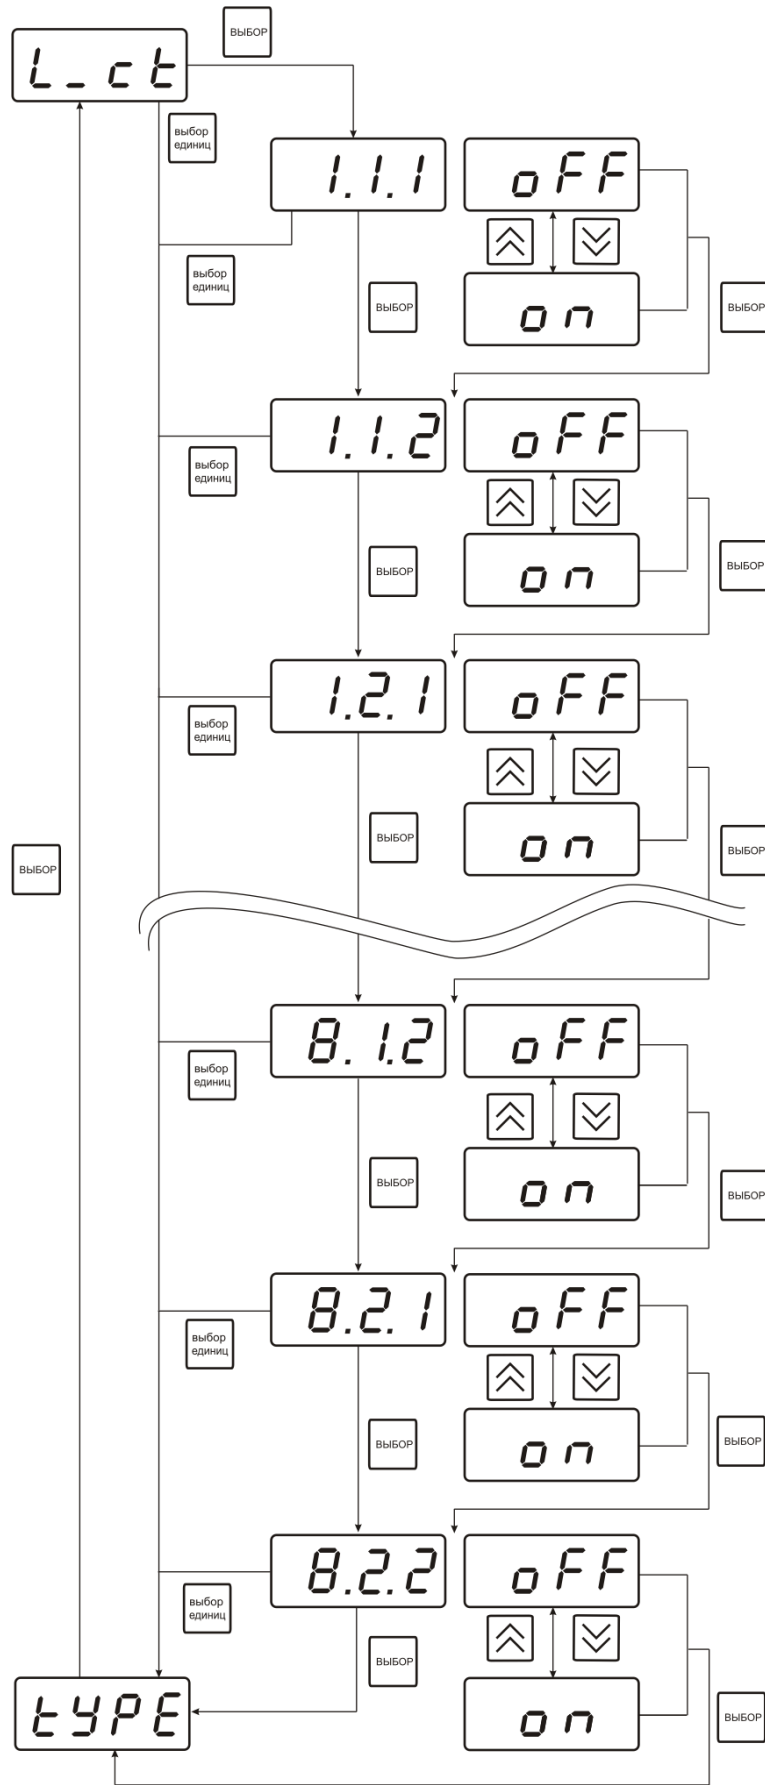 ВЫБОР
L_ct
выбор
единиц
1.1.1
oFF
выбор
единиц
ВЫБОР
on
ВЫБОР
1.1.2
oFF
выбор
единиц
ВЫБОР
on
ВЫБОР
1.2.1
oFF
выбор
единиц
ВЫБОР
on
ВЫБОР
ВЫБОР
8.1.2
oFF
выбор
единиц
ВЫБОР
on
ВЫБОР
8.2.1
oFF
выбор
единиц
ВЫБОР
on
ВЫБОР
8.2.2
oFF
выбор
единиц
ВЫБОР
tYPE
on
ВЫБОР